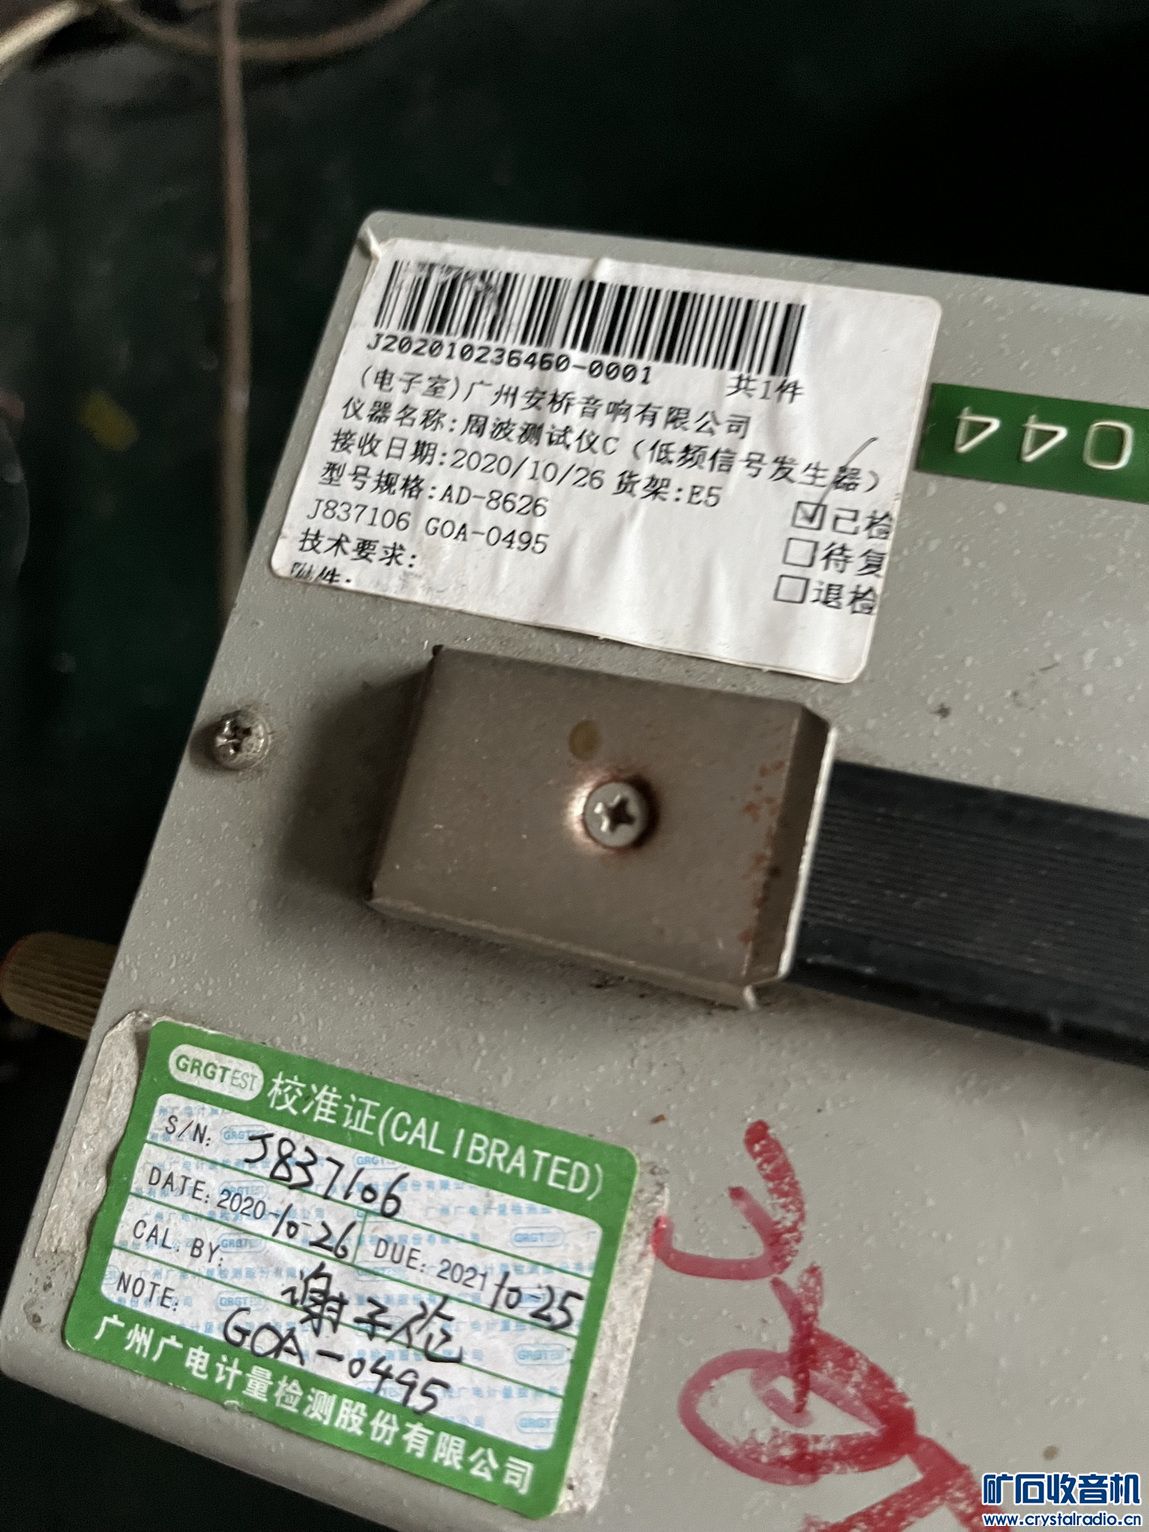 J202010236460-0001
共1件
(电子室)广州安桥音响有限公司
仪器名称:周波测试仪C（低频信号发生器）
接收日期:2020/10/26 货架:E5
型号规格:AD-8626
J837106 GOA-0495
技术要求:
附件:
已检
待复
退检
044
GRGTEST 校准证(CALIBRATED)
S/N: J837106
DATE: 2020-10-26 DUE: 2021 10-25
CAL. BY: 谢子
NOTE: GOA-0495
广州广电计量检测股份有限公司
矿石收音机
www.crystalradio.cn